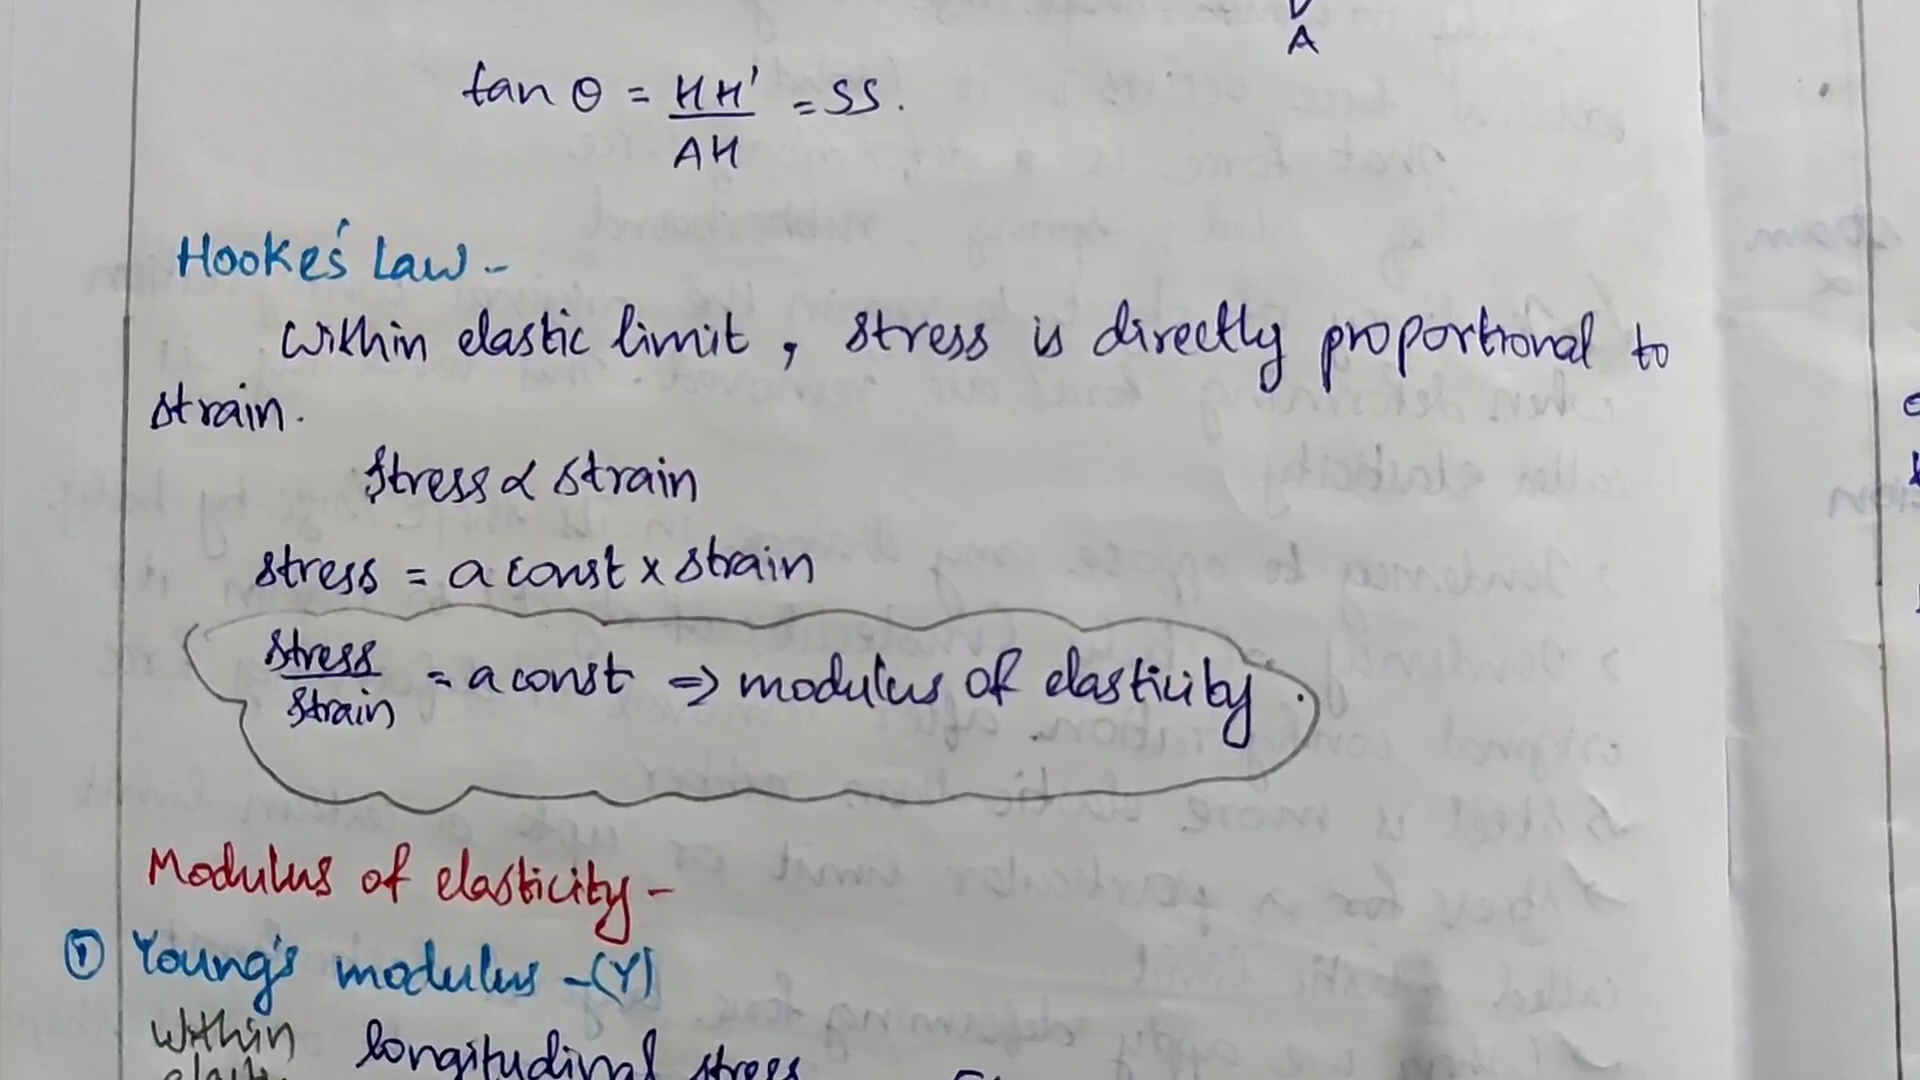 A
tan θ = HH'/AH = SS.
Hooke's Law -
Within elastic limit, stress is directly proportional to
strain.
Stress ∝ strain
stress = a const x strain
Stress/Strain = a const ⇒ modulus of elasticity.
Modulus of elasticity -
① Young's modulus -(Y)
Within longitudinal stress